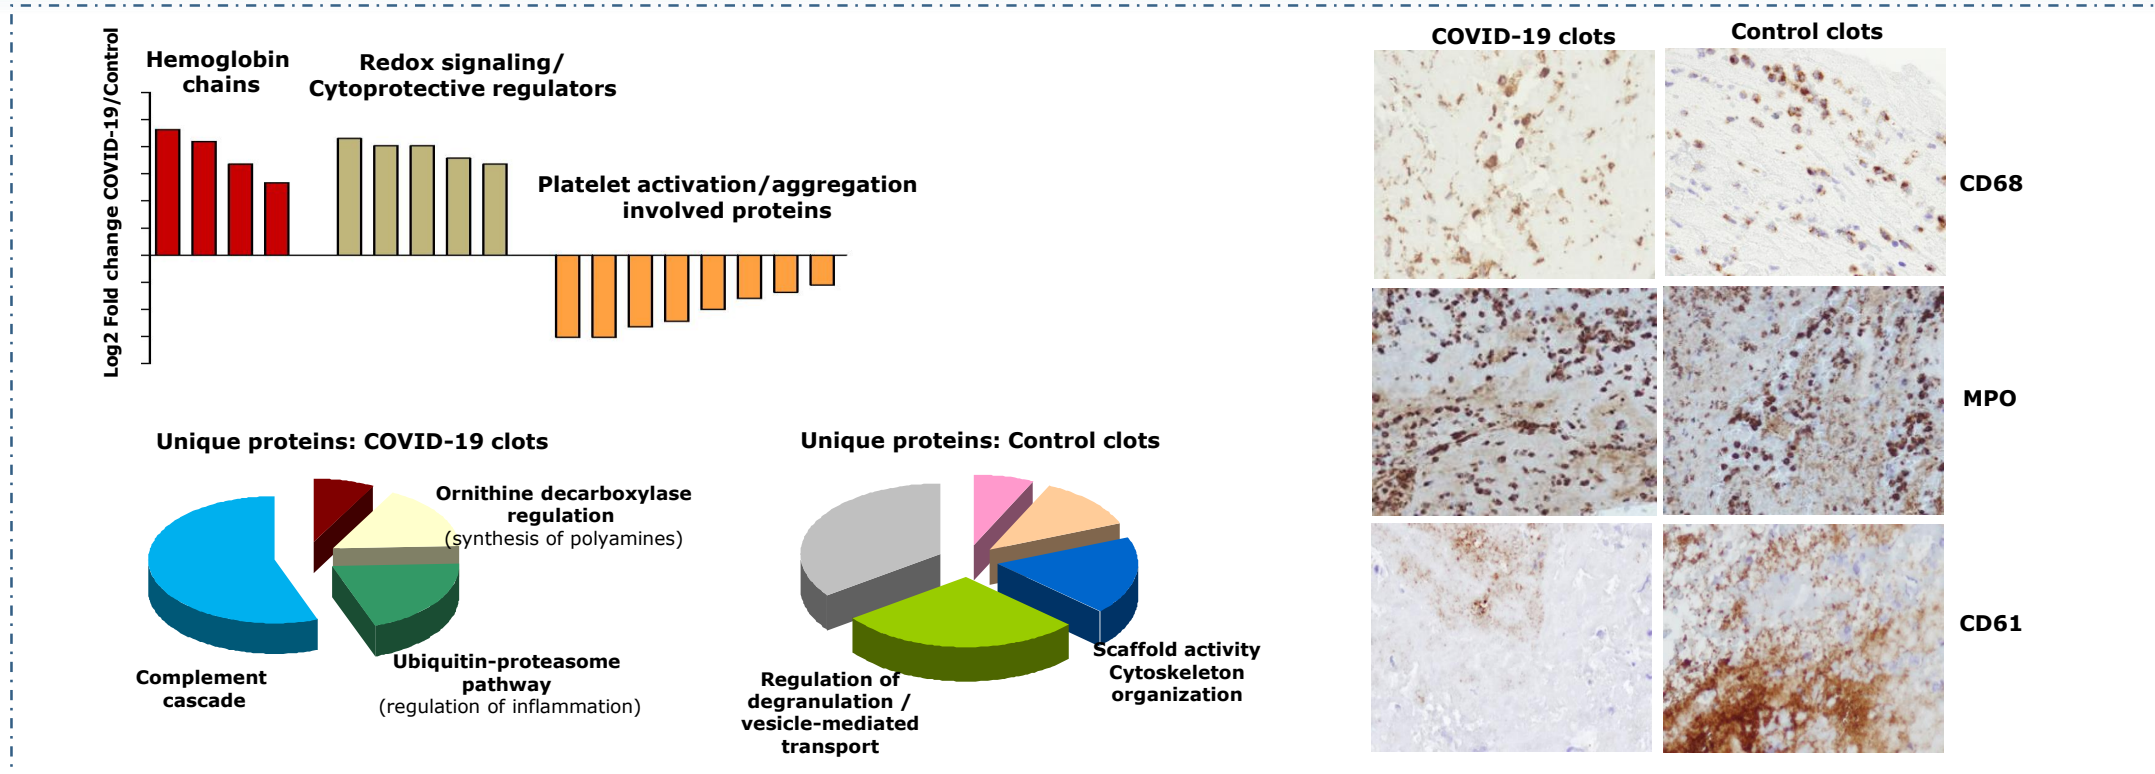 Log2 Fold change COVID-19/Control
Hemoglobin
chains
Redox signaling/
Cytoprotective regulators
Platelet activation/aggregation
involved proteins
Unique proteins: COVID-19 clots
Ornithine decarboxylase
regulation
(synthesis of polyamines)
Ubiquitin-proteasome
pathway
(regulation of inflammation)
Complement
cascade
Unique proteins: Control clots
Scaffold activity
Cytoskeleton
organization
Regulation of
degranulation /
vesicle-mediated
transport
COVID-19 clots
Control clots
CD68
MPO
CD61